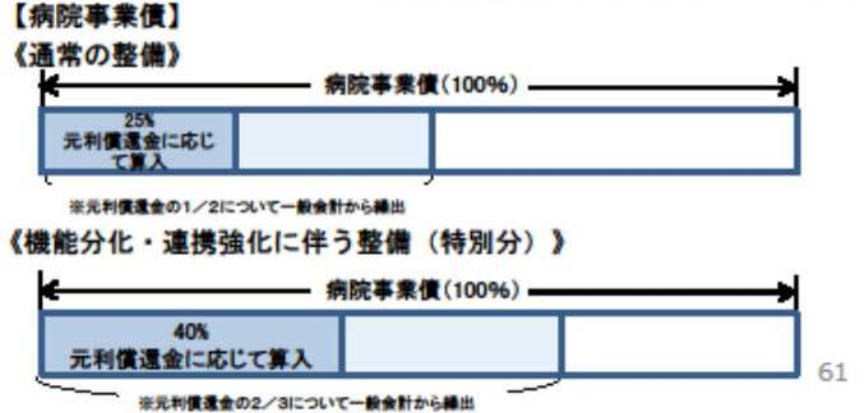 【病院事業債】
《通常の整備》
病院事業債(100%)
25%
元利償還金に応じ
て算入
※元利償還金の1／2について一般会計から繰出
《機能分化・連携強化に伴う整備（特別分）》
病院事業債(100%)
40%
元利償還金に応じて算入
※元利償還金の2／3について一般会計から繰出
61